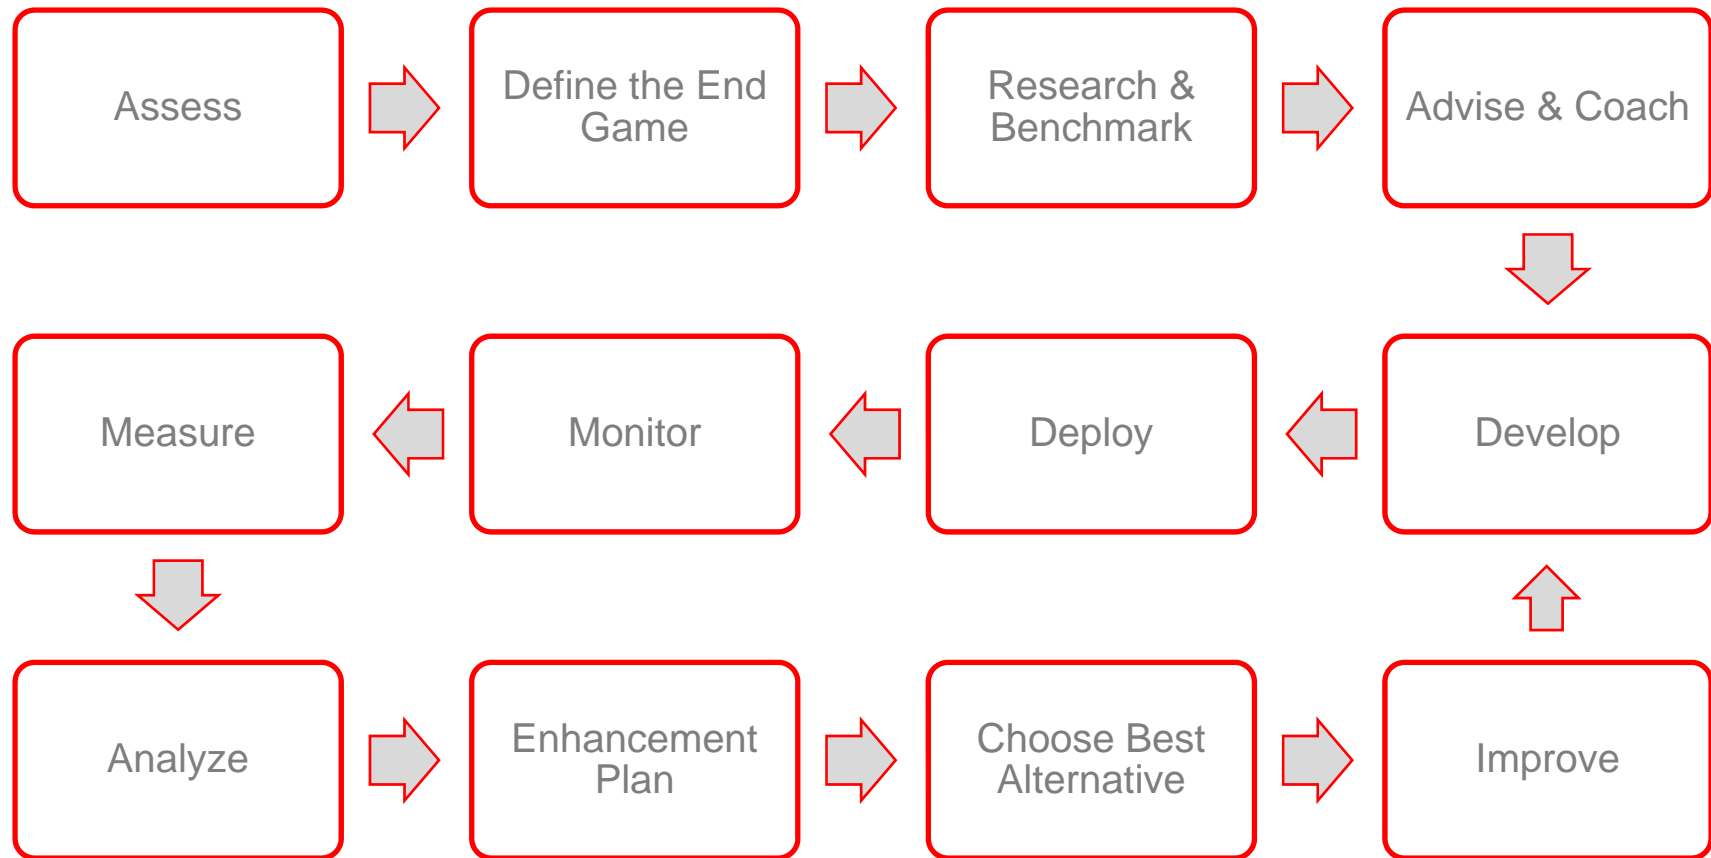 Assess
Define the End
Game
Research &
Benchmark
Advise & Coach
Develop
Deploy
Monitor
Measure
Analyze
Enhancement
Plan
Choose Best
Alternative
Improve